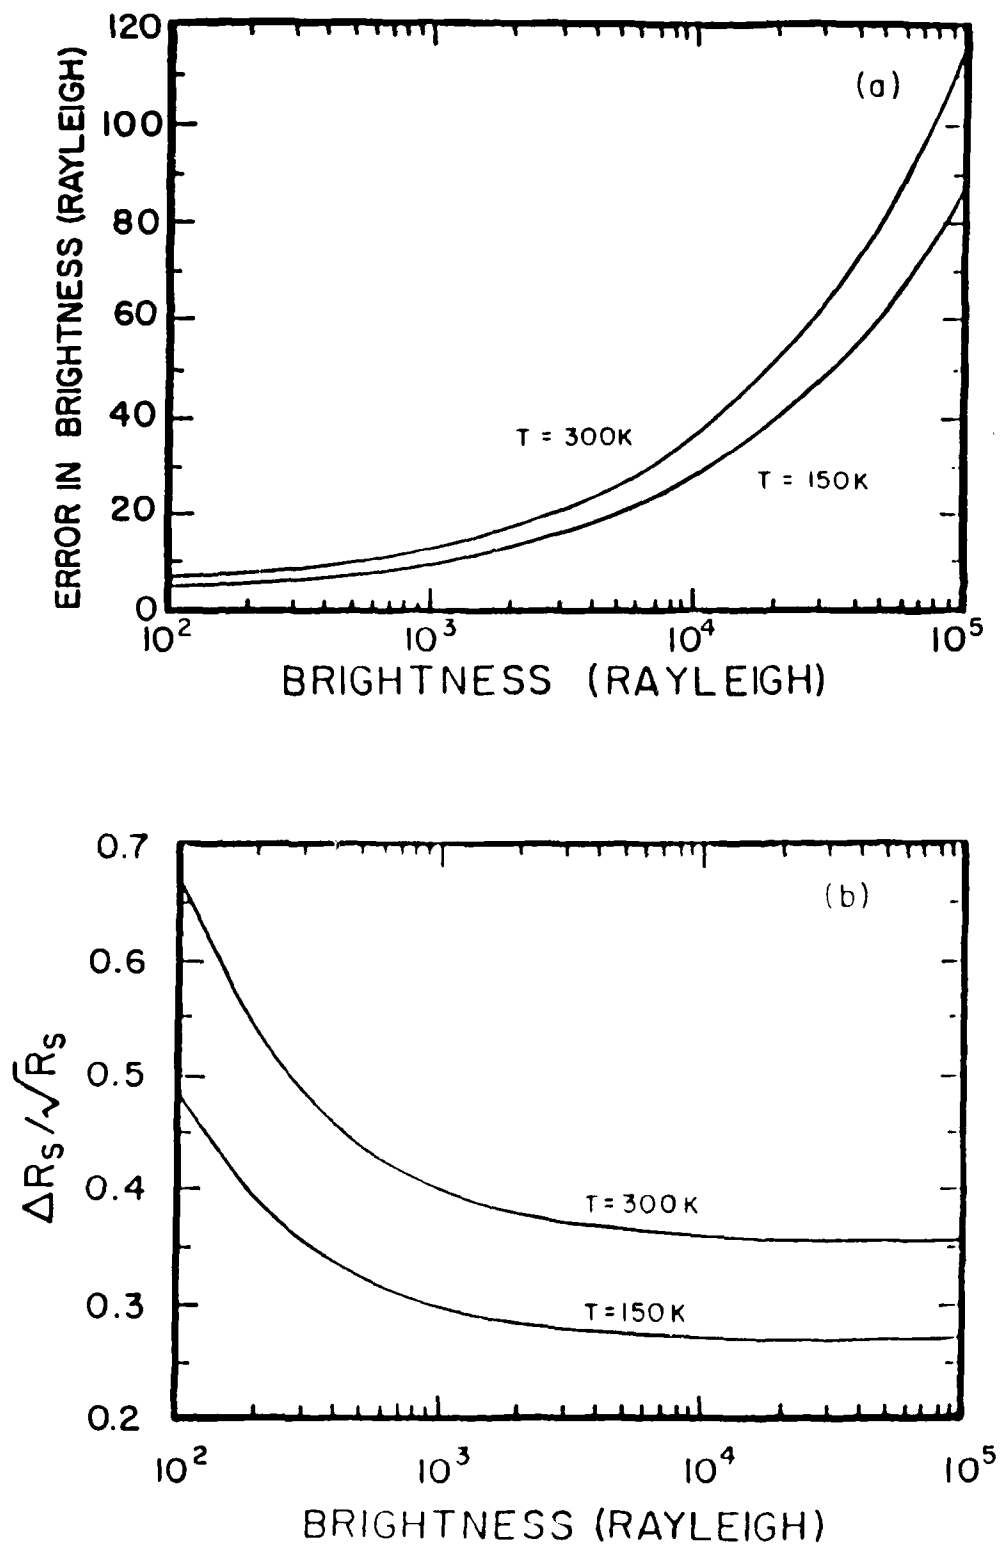 120
100
80
60
40
20
0
ERROR IN BRIGHTNESS (RAYLEIGH)
(a)
T = 300K
T = 150K
10² 10³ 10⁴ 10⁵
BRIGHTNESS (RAYLEIGH)
0.7
0.6
0.5
0.4
0.3
0.2
ΔRs/√Rs
(b)
T=300K
T=150K
10² 10³ 10⁴ 10⁵
BRIGHTNESS (RAYLEIGH)